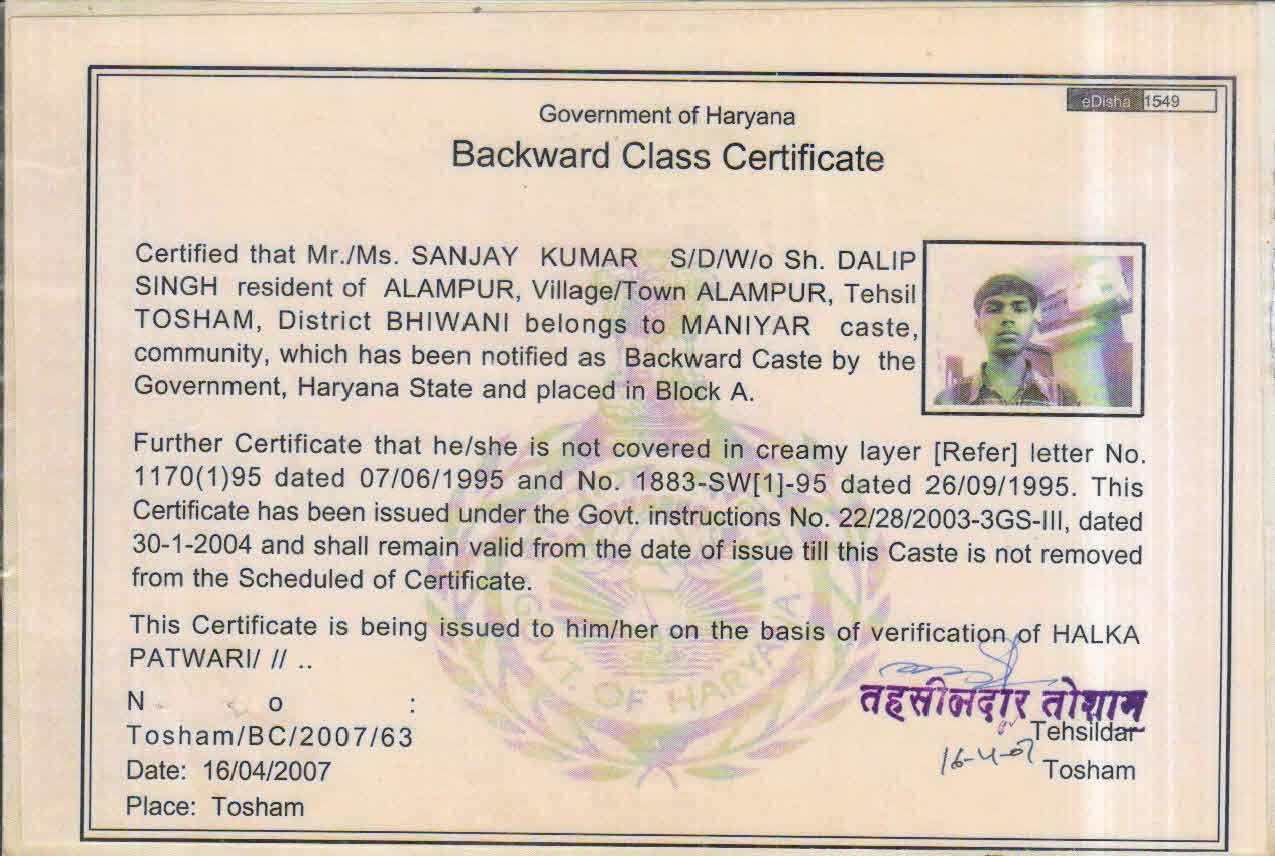 eDisha 1549
Government of Haryana
Backward Class Certificate
Certified that Mr./Ms. SANJAY KUMAR S/D/W/o Sh. DALIP
SINGH resident of ALAMPUR, Village/Town ALAMPUR, Tehsil
TOSHAM, District BHIWANI belongs to MANIYAR caste,
community, which has been notified as Backward Caste by the
Government, Haryana State and placed in Block A.
Further Certificate that he/she is not covered in creamy layer [Refer] letter No.
1170(1)95 dated 07/06/1995 and No. 1883-SW[1]-95 dated 26/09/1995. This
Certificate has been issued under the Govt. instructions No. 22/28/2003-3GS-III, dated
30-1-2004 and shall remain valid from the date of issue till this Caste is not removed
from the Scheduled of Certificate.
This Certificate is being issued to him/her on the basis of verification of HALKA
PATWARI/ // ..
N o :
Tosham/BC/2007/63
Date: 16/04/2007
Place: Tosham
तहसीलदार तोशाम
Tehsildar
16-4-07
Tosham
GOVT. OF HARYANA